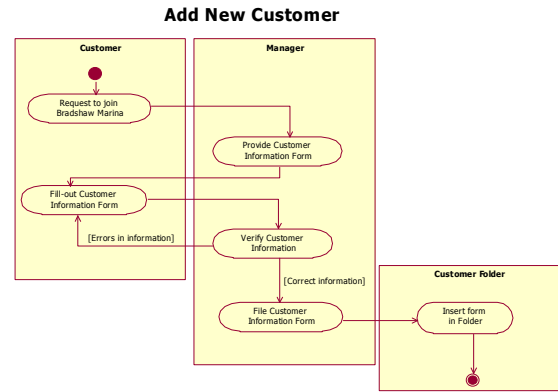 Add New Customer
Customer
Manager
Request to join
Bradshaw Marina
Provide Customer
Information Form
Fill-out Customer
Information Form
[Errors in information]
Verify Customer
Information
[Correct information]
Customer Folder
File Customer
Information Form
Insert form
in Folder